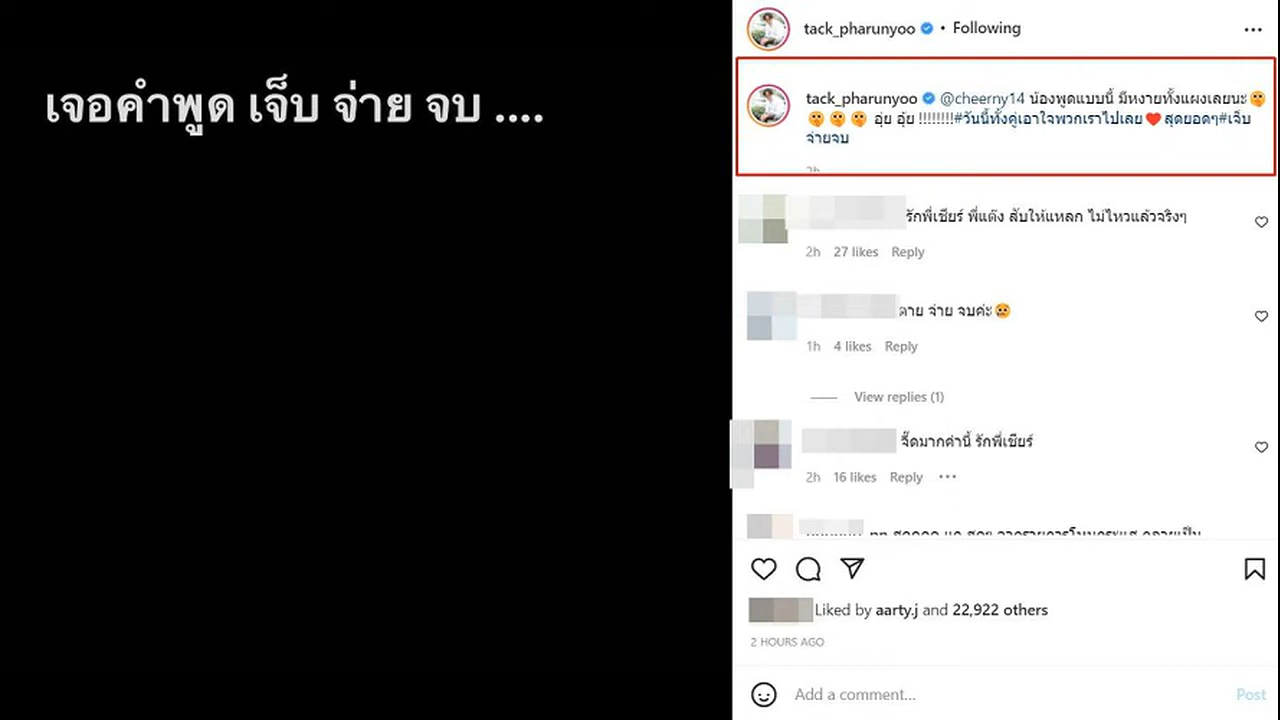 เจอคำพูด เจ็บ จ่าย จบ ....
tack_pharunyoo • Following
tack_pharunyoo @cheerny14 น้องพูดแบบนี้ มีหงายทั้งแผงเลยนะ🤫
🤫 🤫 🤫 อุ่ย อุ้ย !!!!!!!!#วันนี้ทั้งคู่เอาใจพวกเราไปเลย❤️สุดยอดๆ#เจ็บ
จ่ายจบ
รักพี่เชียร์ พี่แต๊ง สับให้แหลก ไม่ไหวแล้วจริงๆ
2h 27 likes Reply
ตาย จ่าย จบค่ะ😢
1h 4 likes Reply
View replies (1)
จี๊ดมากค่านี้ รักพี่เชียร์
2h 16 likes Reply
Liked by aarty.j and 22,922 others
2 HOURS AGO
Add a comment...
Post